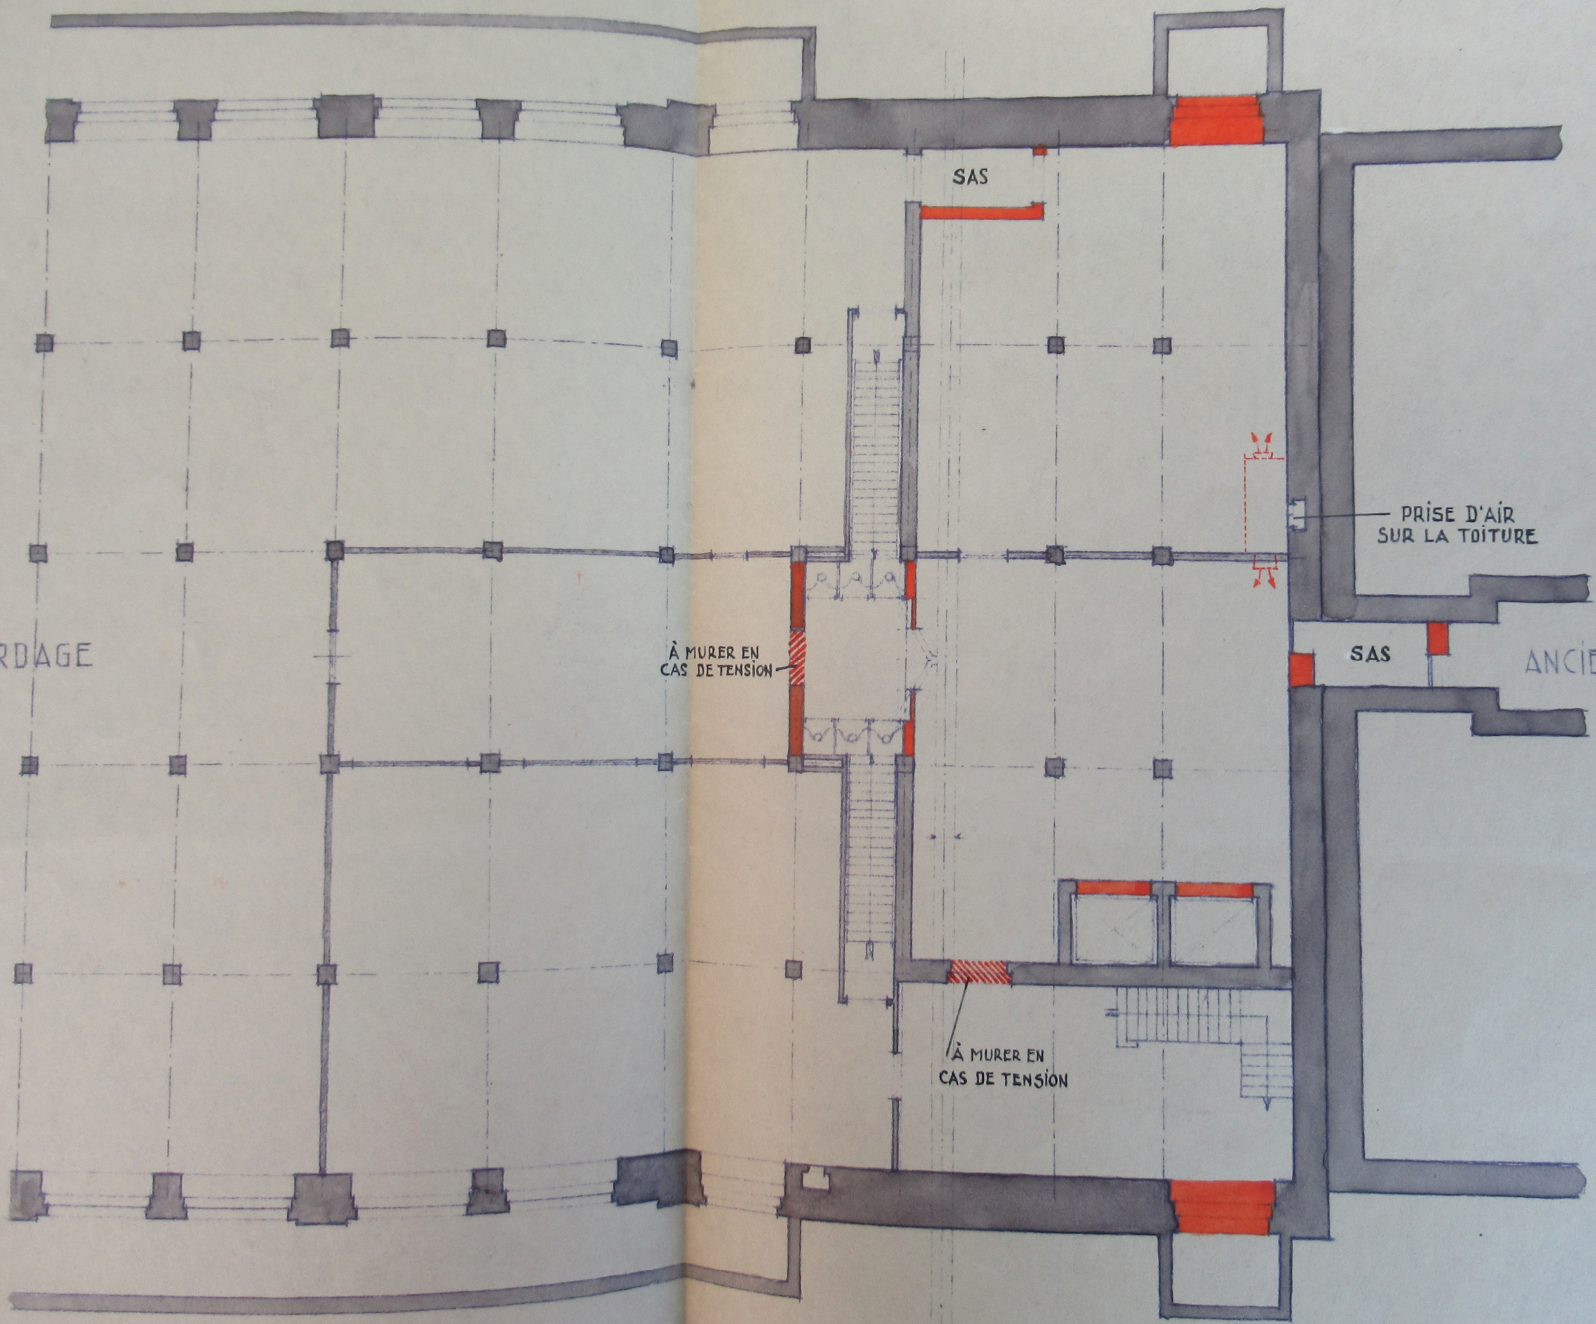 SAS
PRISE D'AIR
SUR LA TOITURE
À MURER EN
CAS DE TENSION
RDAGE
SAS
ANCIE
À MURER EN
CAS DE TENSION